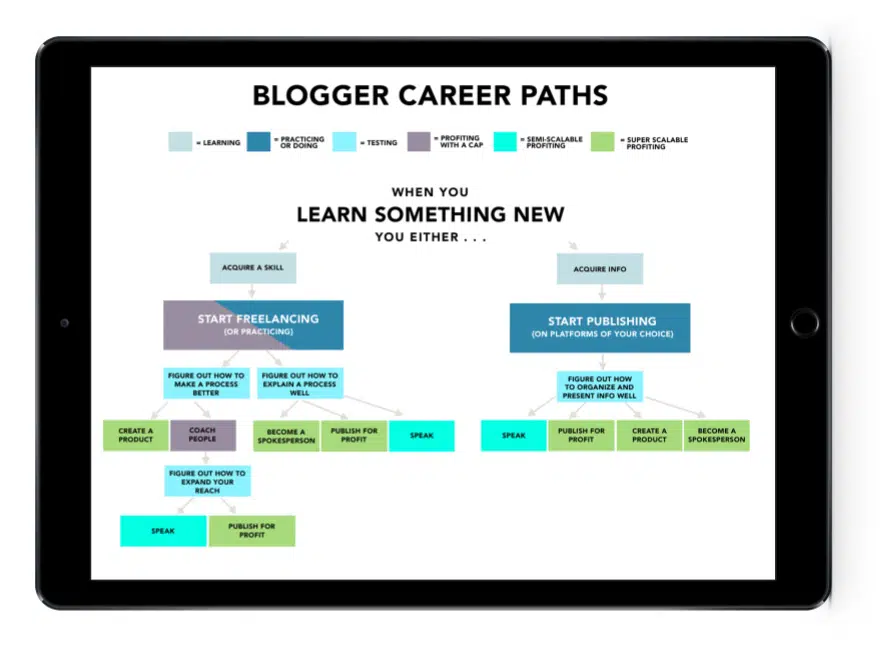 BLOGGER CAREER PATHS
= LEARNING
= PRACTICING
OR DOING
= TESTING
= PROFITING
WITH A CAP
= SEMI-SCALABLE
PROFITING
= SUPER SCALABLE
PROFITING
WHEN YOU
LEARN SOMETHING NEW
YOU EITHER . . .
ACQUIRE A SKILL
START FREELANCING
(OR PRACTICING)
FIGURE OUT HOW TO
MAKE A PROCESS
BETTER
FIGURE OUT HOW TO
EXPLAIN A PROCESS
WELL
CREATE A
PRODUCT
COACH
PEOPLE
BECOME A
SPOKESPERSON
PUBLISH FOR
PROFIT
SPEAK
FIGURE OUT HOW TO
EXPAND YOUR
REACH
SPEAK
PUBLISH FOR
PROFIT
ACQUIRE INFO
START PUBLISHING
(ON PLATFORMS OF YOUR CHOICE)
FIGURE OUT HOW
TO ORGANIZE AND
PRESENT INFO WELL
SPEAK
PUBLISH FOR
PROFIT
CREATE A
PRODUCT
BECOME A
SPOKESPERSON